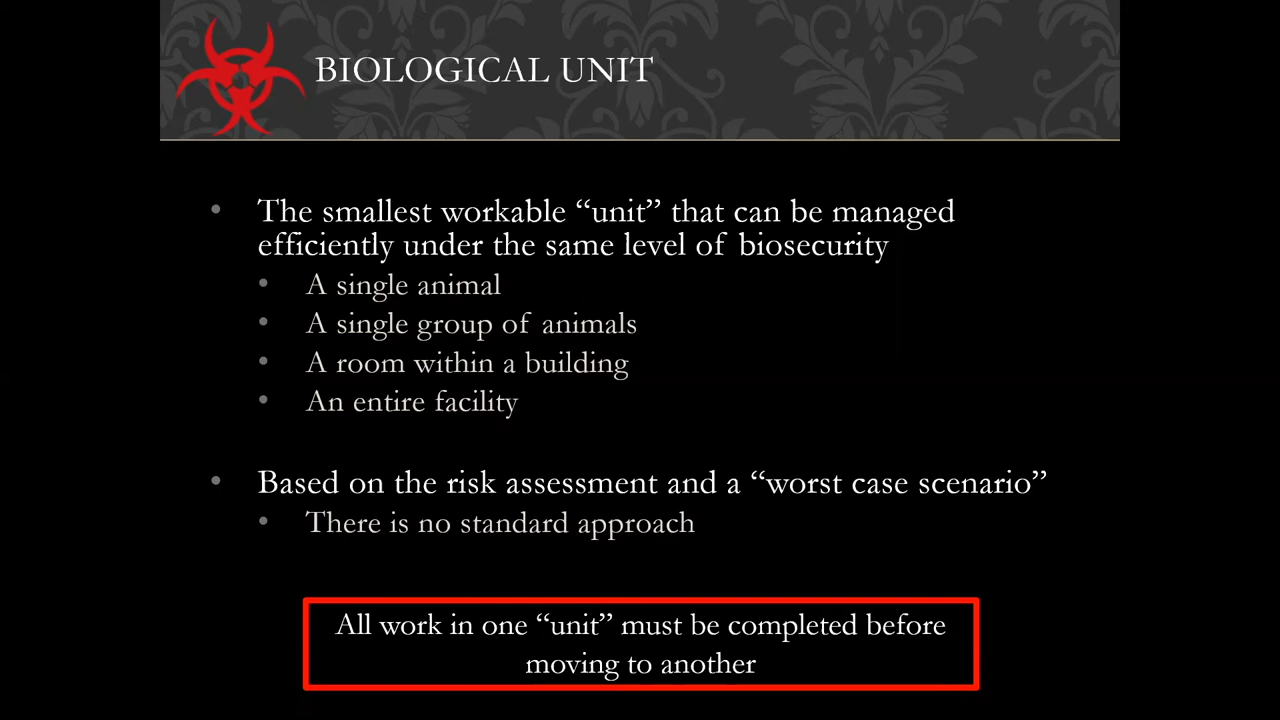 BIOLOGICAL UNIT
• The smallest workable “unit” that can be managed
efficiently under the same level of biosecurity
• A single animal
• A single group of animals
• A room within a building
• An entire facility
• Based on the risk assessment and a “worst case scenario”
• There is no standard approach
All work in one “unit” must be completed before
moving to another